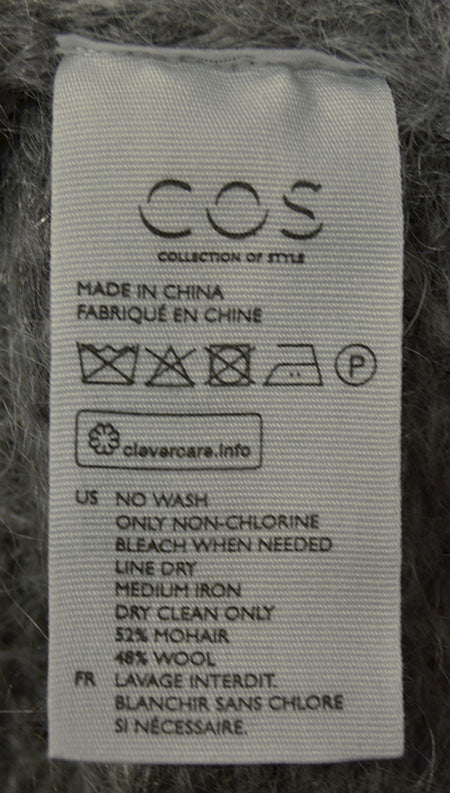 COS
COLLECTION OF STYLE
MADE IN CHINA
FABRIQUÉ EN CHINE
P
clevercare.info
US NO WASH
ONLY NON-CHLORINE
BLEACH WHEN NEEDED
LINE DRY
MEDIUM IRON
DRY CLEAN ONLY
52% MOHAIR
48% WOOL
FR LAVAGE INTERDIT.
BLANCHIR SANS CHLORE
SI NÉCESSAIRE.